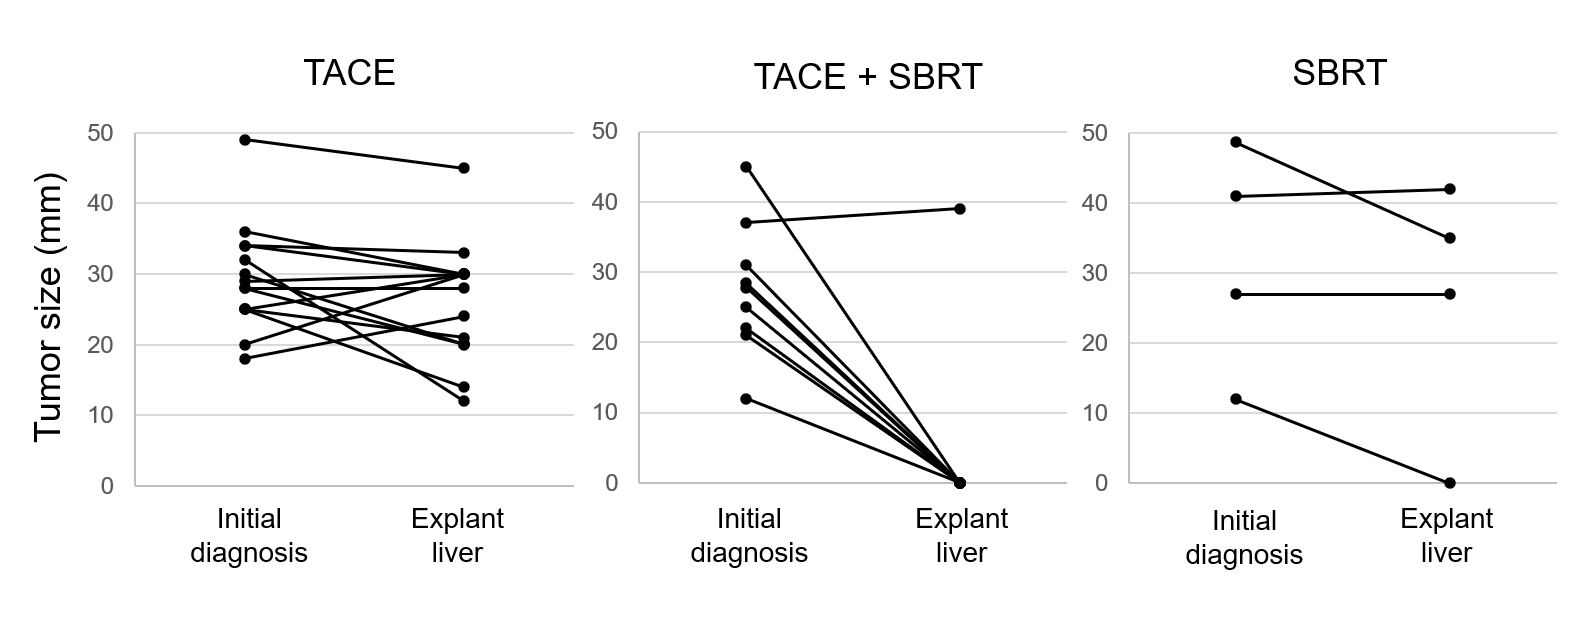 TACE
TACE + SBRT
SBRT
Tumor size (mm)
50
40
30
20
10
0
Initial
diagnosis
Explant
liver
50
40
30
20
10
0
Initial
diagnosis
Explant
liver
50
40
30
20
10
0
Initial
diagnosis
Explant
liver